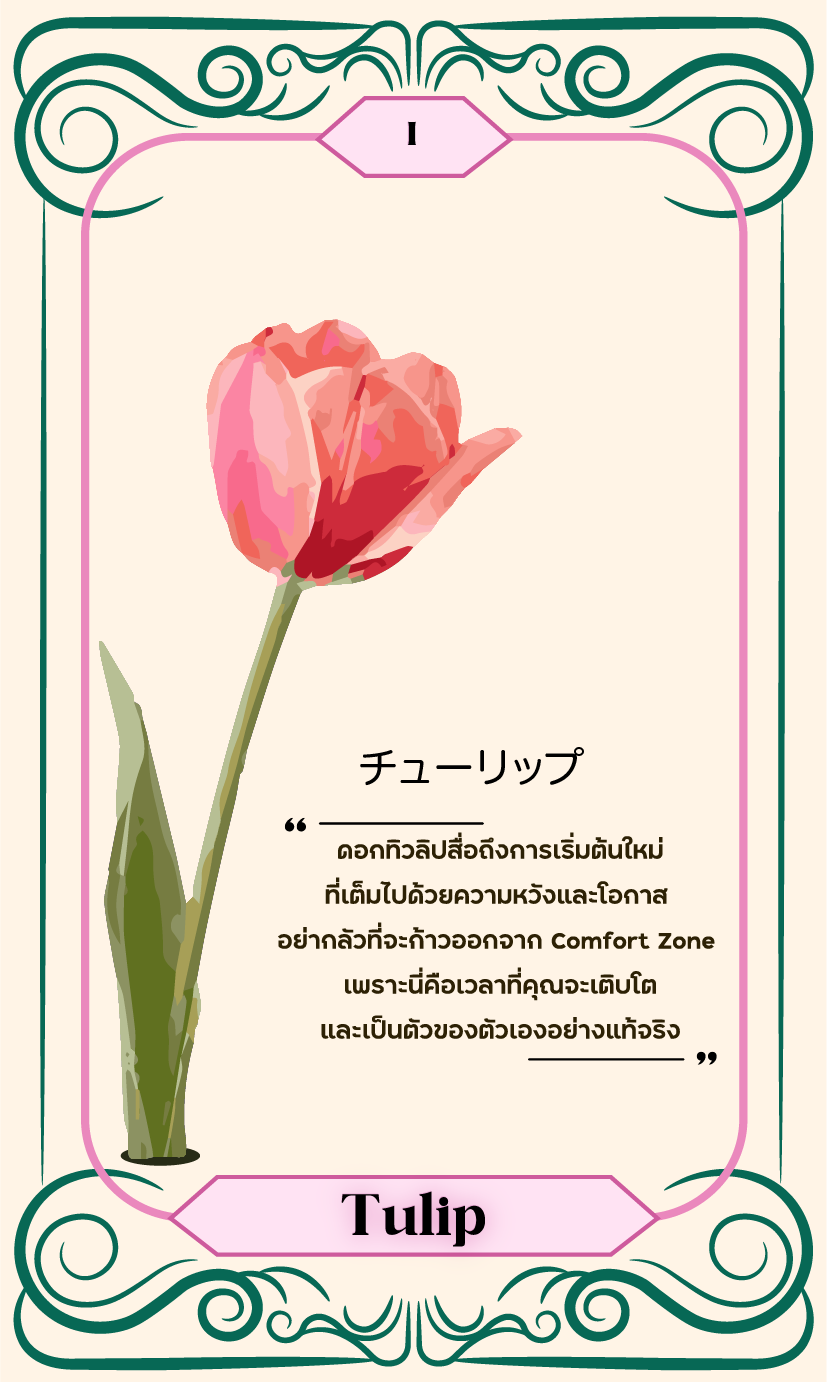 I
チューリップ
“
ดอกทิวลิปสื่อถึงการเริ่มต้นใหม่
ที่เต็มไปด้วยความหวังและโอกาส
อย่ากลัวที่จะก้าวออกจาก Comfort Zone
เพราะนี่คือเวลาที่คุณจะเติบโต
และเป็นตัวของตัวเองอย่างแท้จริง
”
Tulip